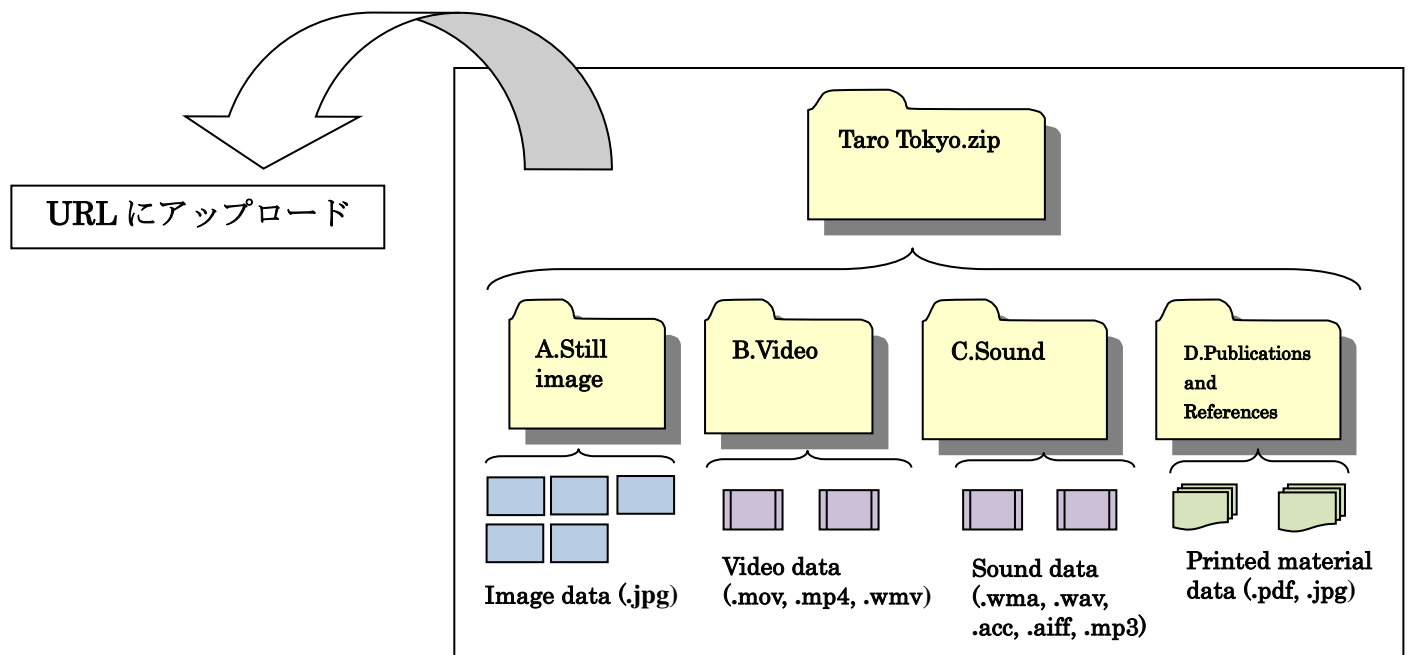 Taro Tokyo.zip
URL にアップロード
A.Still
image
B.Video
C.Sound
D.Publications
and
References
Image data (.jpg)
Video data
(.mov, .mp4, .wmv)
Sound data
(.wma, .wav,
.acc, .aiff, .mp3)
Printed material
data (.pdf, .jpg)